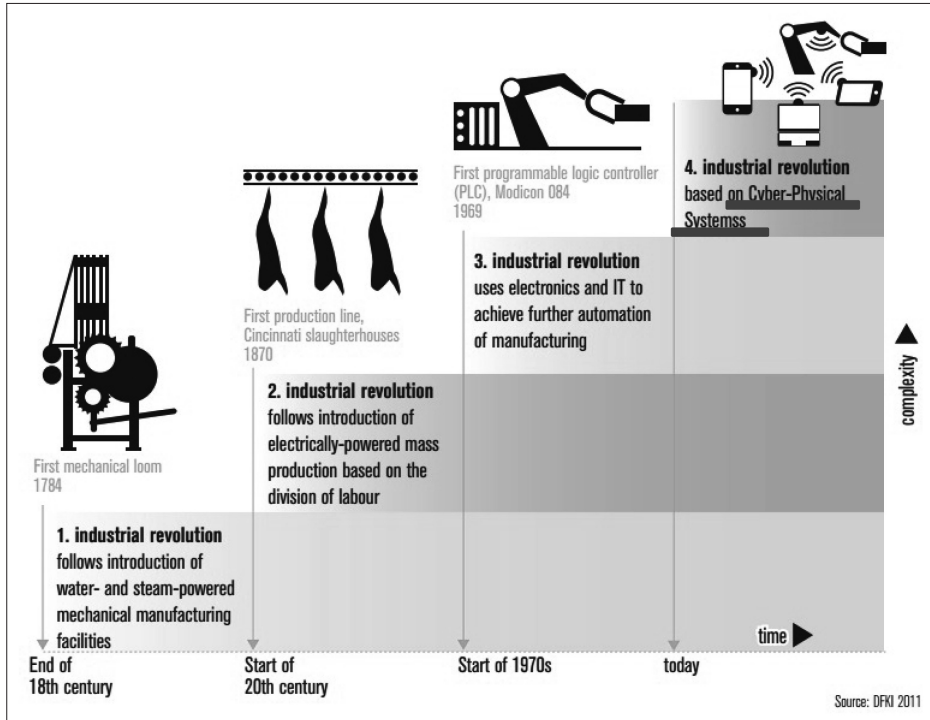 First mechanical loom
1784
First production line,
Cincinnati slaughterhouses
1870
First programmable logic controller
(PLC), Modicon 084
1969
4. industrial revolution
based on Cyber-Physical
Systemss
3. industrial revolution
uses electronics and IT to
achieve further automation
of manufacturing
2. industrial revolution
follows introduction of
electrically-powered mass
production based on the
division of labour
1. industrial revolution
follows introduction of
water- and steam-powered
mechanical manufacturing
facilities
complexity
time
End of
18th century
Start of
20th century
Start of 1970s
today
Source: DFKI 2011